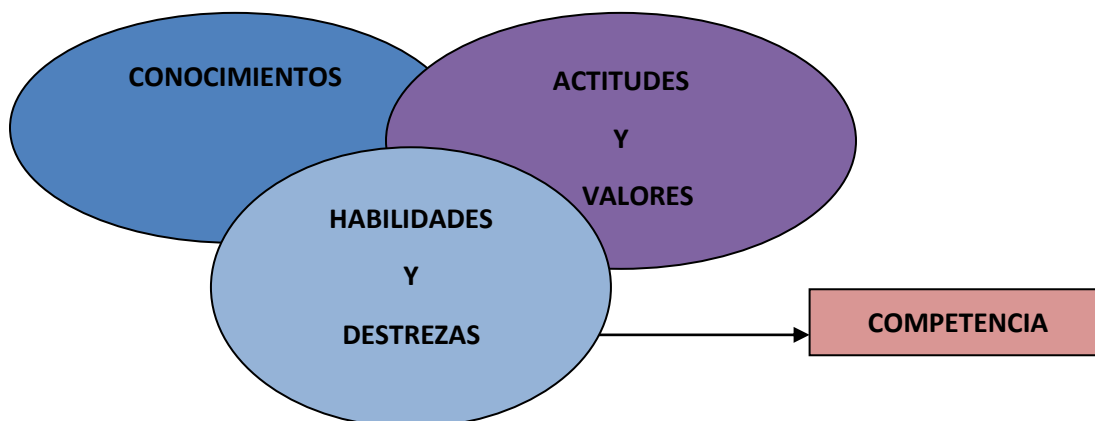 CONOCIMIENTOS
ACTITUDES
Y
VALORES
HABILIDADES
Y
DESTREZAS
COMPETENCIA